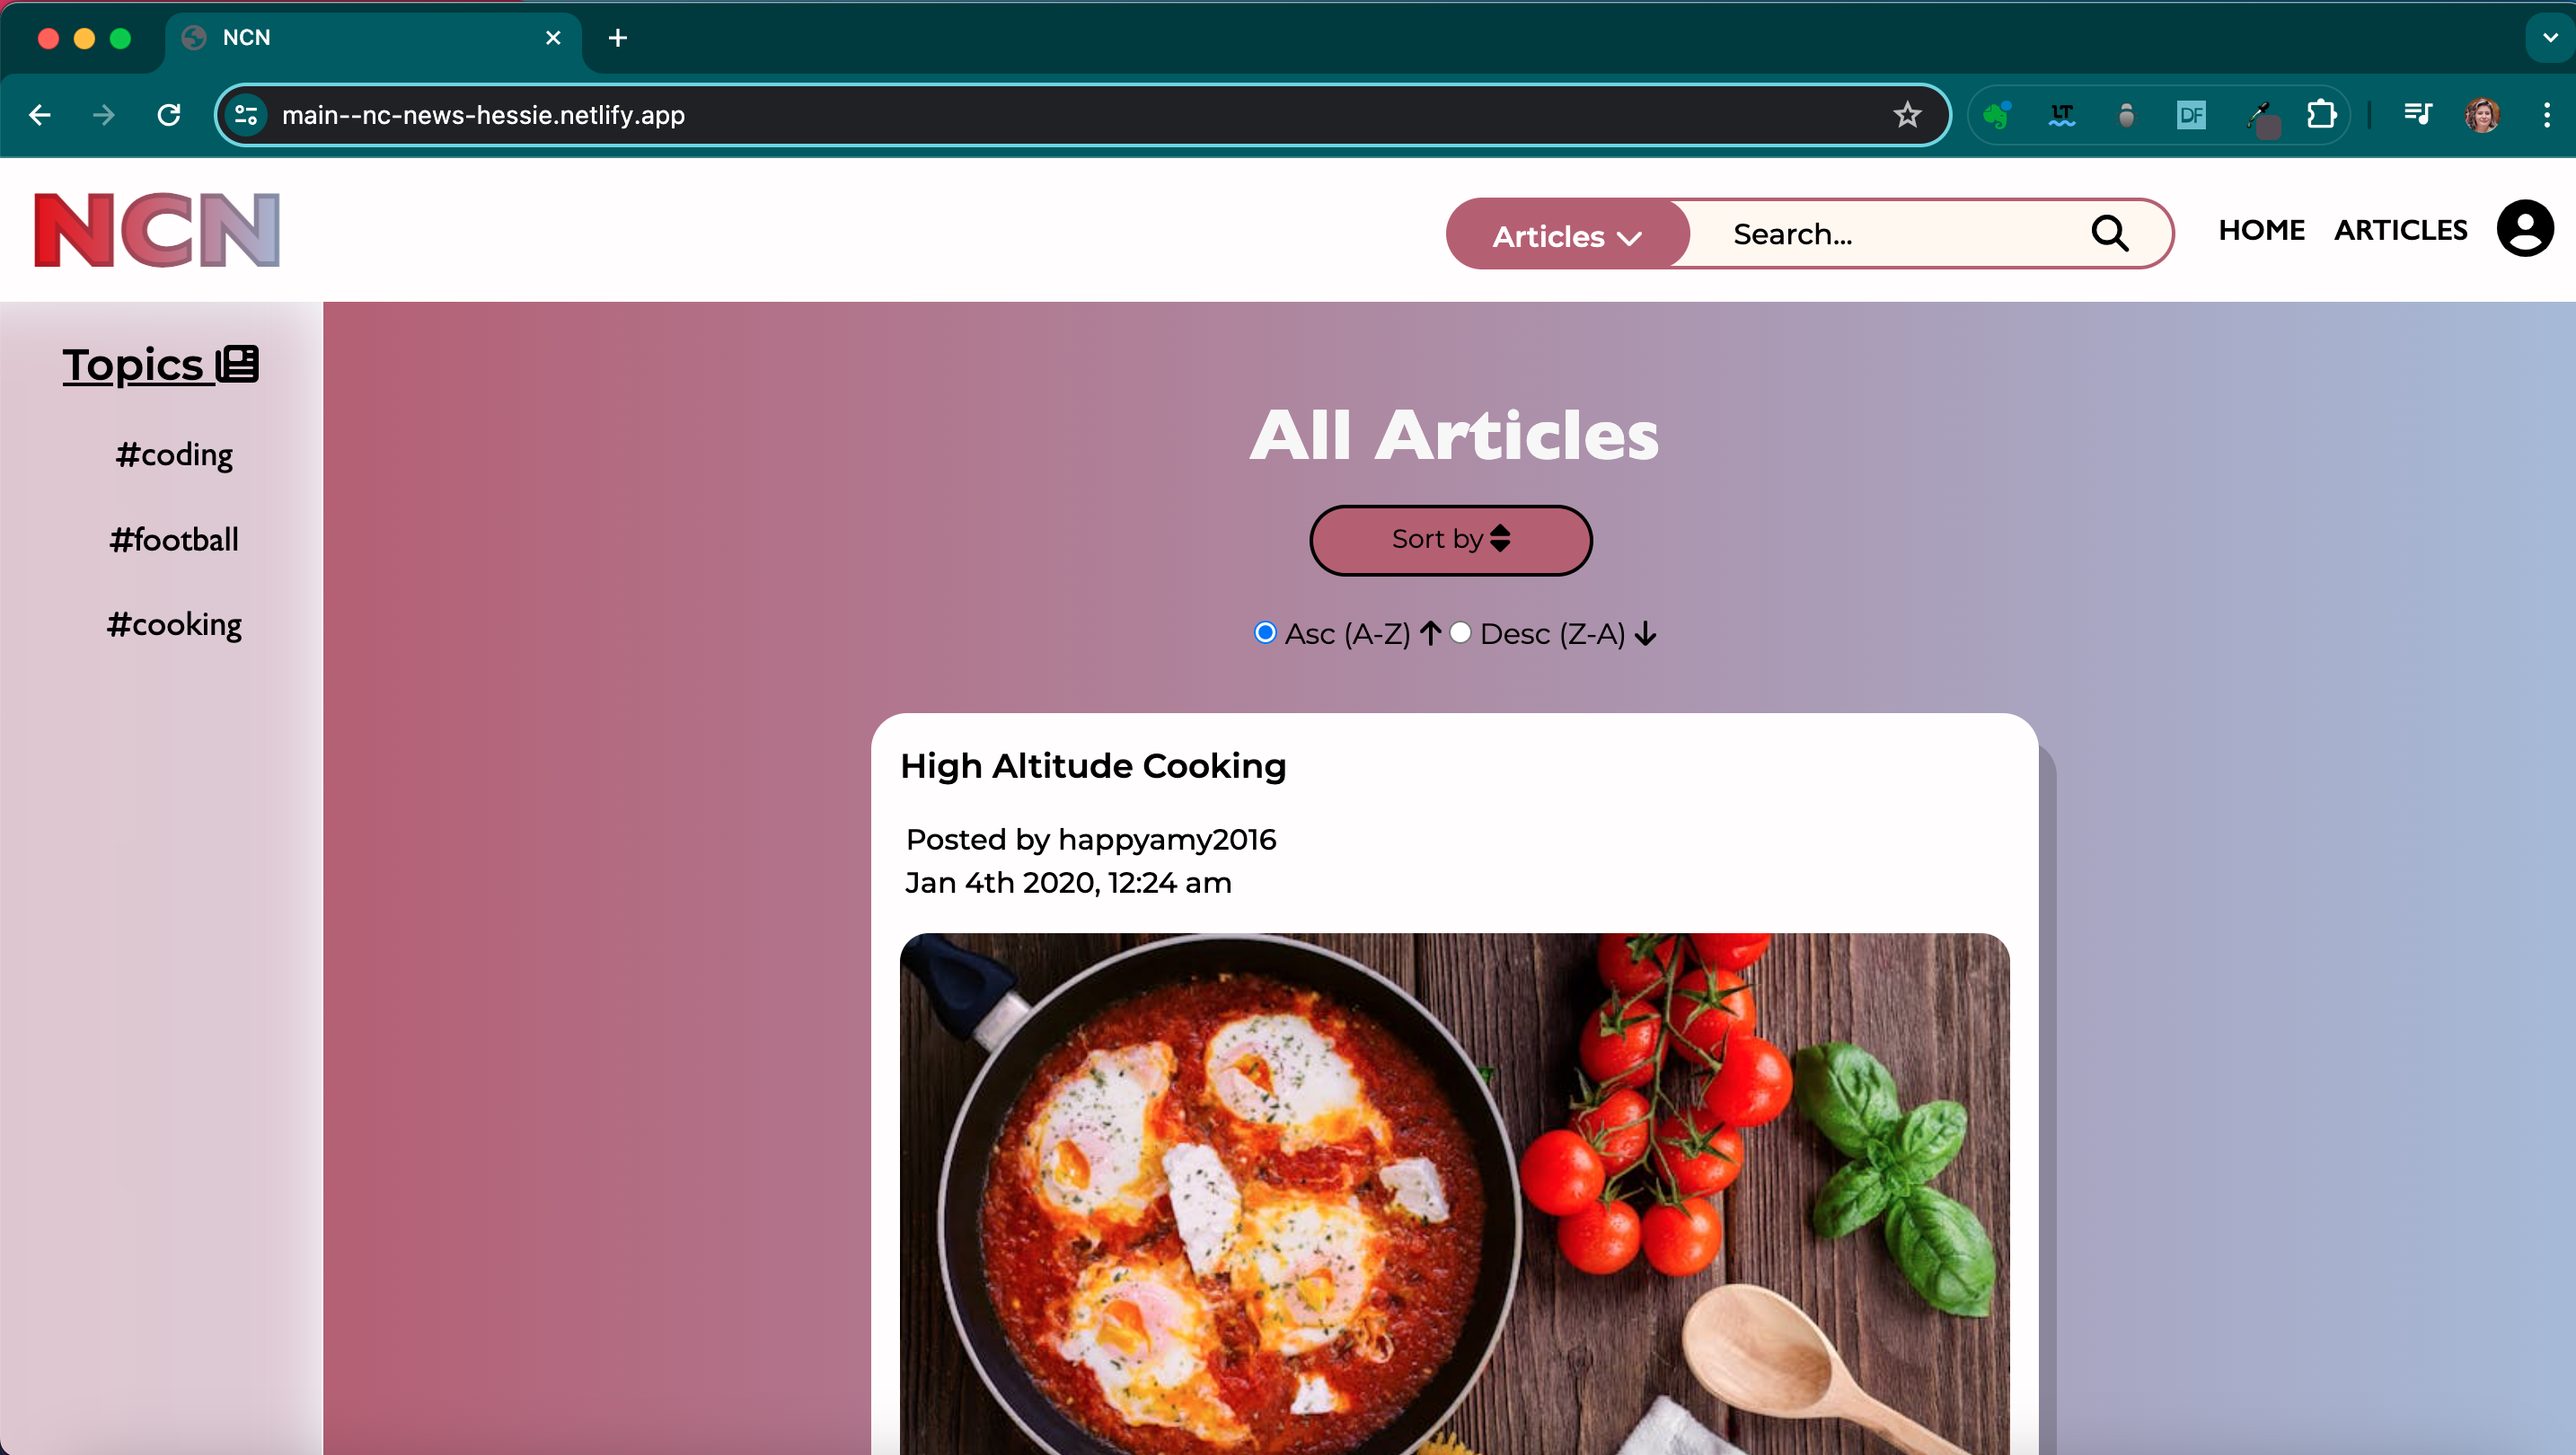 NCN
main--nc-news-hessie.netlify.app
LT
DF
NCN
Articles
Search...
HOME
ARTICLES
Topics
#coding
#football
#cooking
All Articles
Sort by
Asc (A-Z)
Desc (Z-A)
High Altitude Cooking
Posted by happyamy2016
Jan 4th 2020, 12:24 am